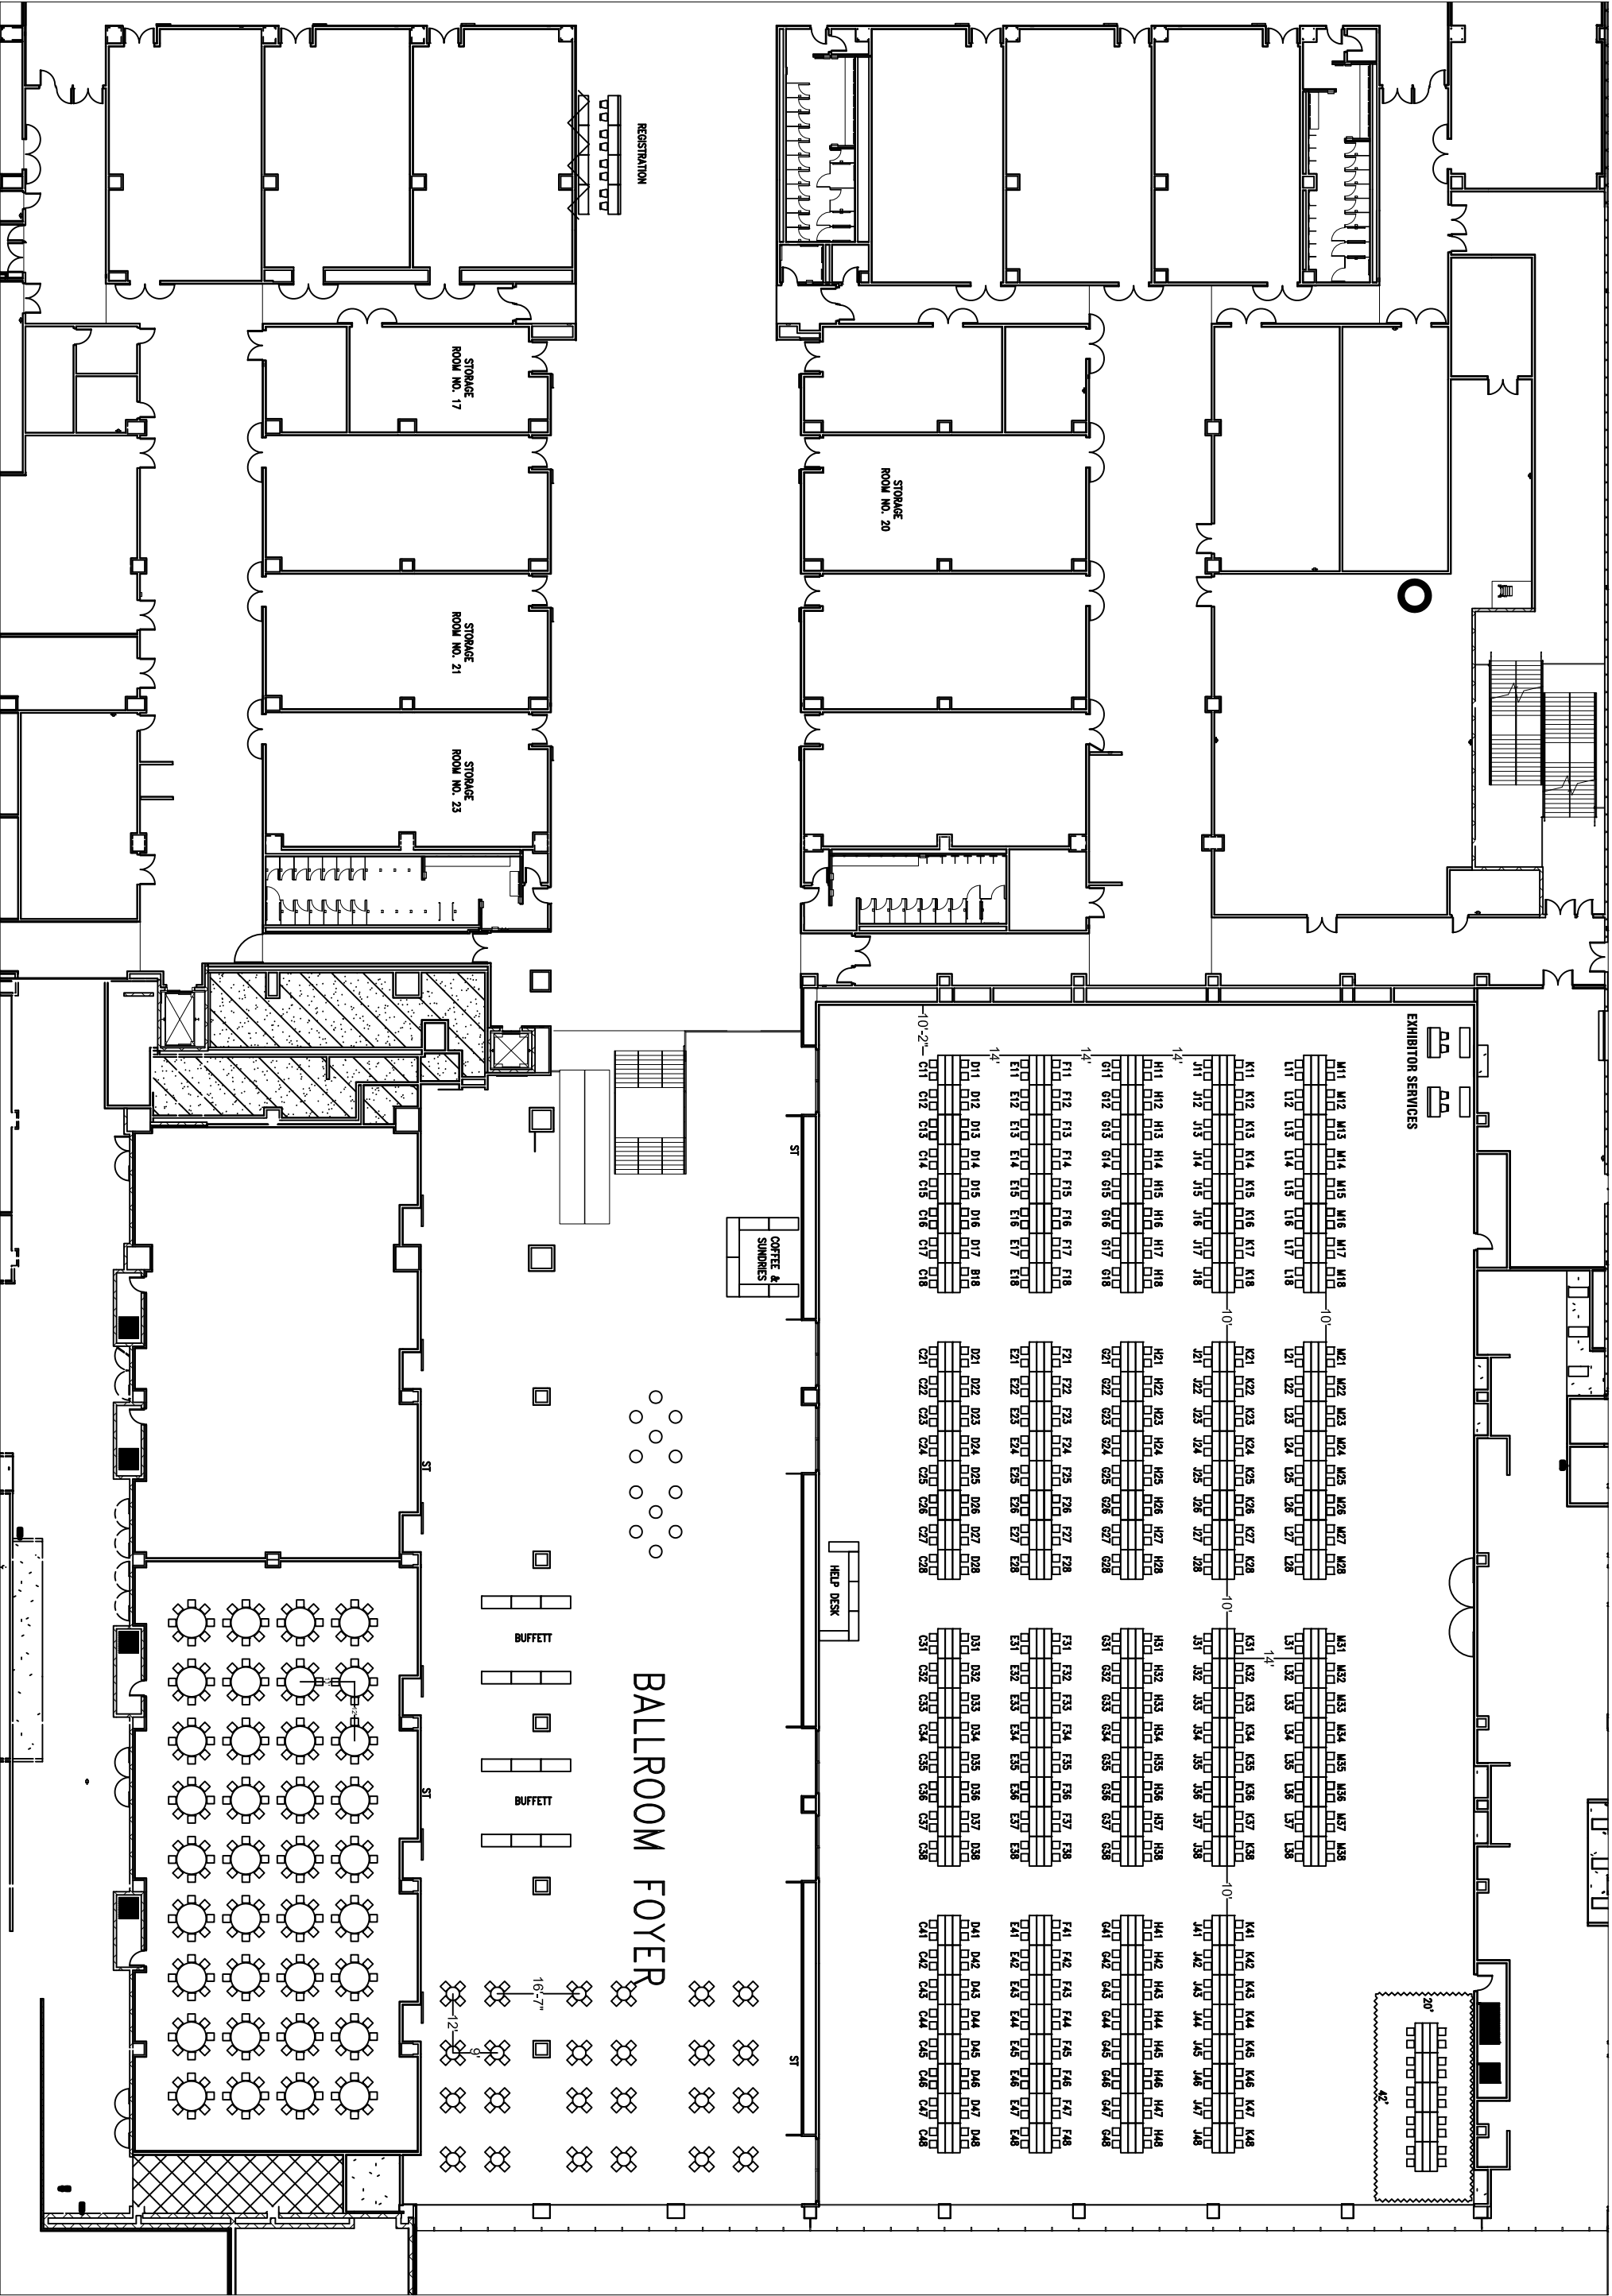 REGISTRATION
STORAGE
ROOM NO. 17
STORAGE
ROOM NO. 20
STORAGE
ROOM NO. 21
STORAGE
ROOM NO. 23
EXHIBITOR SERVICES
M11 M12 M13 M14 M15 M16 M17 M18
L11 L12 L13 L14 L15 L16 L17 L18
K11 K12 K13 K14 K15 K16 K17 K18
J11 J12 J13 J14 J15 J16 J17 J18
H11 H12 H13 H14 H15 H16 H17 H18
G11 G12 G13 G14 G15 G16 G17 G18
F11 F12 F13 F14 F15 F16 F17 F18
E11 E12 E13 E14 E15 E16 E17 E18
D11 D12 D13 D14 D15 D16 D17 B18
C11 C12 C13 C14 C15 C16 C17 C18
14'
14'
14'
10'-2"
10'
10'
M21 M22 M23 M24 M25 M26 M27 M28
L21 L22 L23 L24 L25 L26 L27 L28
K21 K22 K23 K24 K25 K26 K27 K28
J21 J22 J23 J24 J25 J26 J27 J28
H21 H22 H23 H24 H25 H26 H27 H28
G21 G22 G23 G24 G25 G26 G27 G28
F21 F22 F23 F24 F25 F26 F27 F28
E21 E22 E23 E24 E25 E26 E27 E28
D21 D22 D23 D24 D25 D26 D27 D28
C21 C22 C23 C24 C25 C26 C27 C28
10'
M31 M32 M33 M34 M35 M36 M37 M38
L31 L32 L33 L34 L35 L36 L37 L38
14'
K31 K32 K33 K34 K35 K36 K37 K38
J31 J32 J33 J34 J35 J36 J37 J38
H31 H32 H33 H34 H35 H36 H37 H38
G31 G32 G33 G34 G35 G36 G37 G38
F31 F32 F33 F34 F35 F36 F37 F38
E31 E32 E33 E34 E35 E36 E37 E38
D31 D32 D33 D34 D35 D36 D37 D38
C31 C32 C33 C34 C35 C36 C37 C38
10'
K41 K42 K43 K44 K45 K46 K47 K48
J41 J42 J43 J44 J45 J46 J47 J48
H41 H42 H43 H44 H45 H46 H47 H48
G41 G42 G43 G44 G45 G46 G47 G48
F41 F42 F43 F44 F45 F46 F47 F48
E41 E42 E43 E44 E45 E46 E47 E48
D41 D42 D43 D44 D45 D46 D47 D48
C41 C42 C43 C44 C45 C46 C47 C48
20'
42'
HELP DESK
ST
COFFEE &
SUNDRIES
ST
BALLROOM FOYER
BUFFETT
BUFFETT
16'-7"
12'
9'
ST
ST